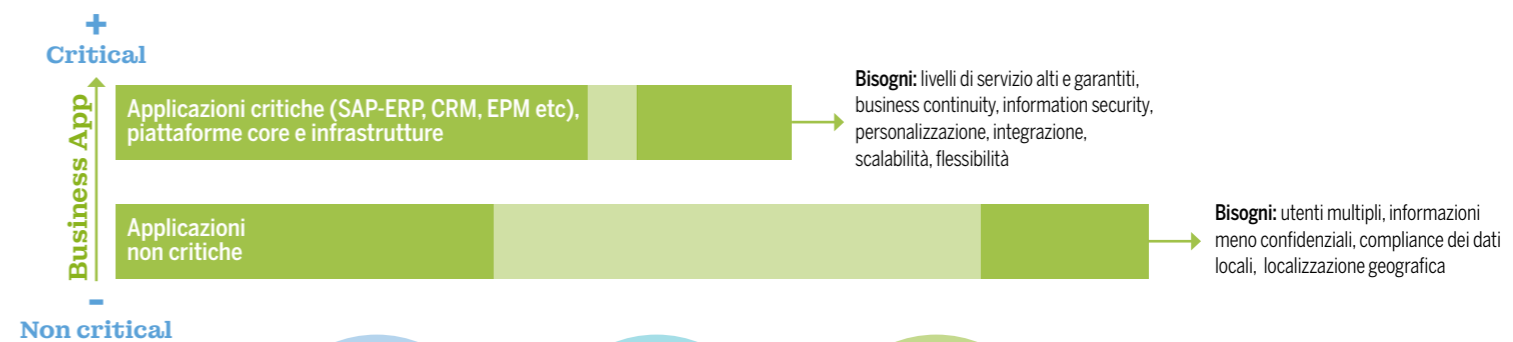 +
Critical
Business App
Applicazioni critiche (SAP-ERP, CRM, EPM etc),
piattaforme core e infrastrutture
Bisogni: livelli di servizio alti e garantiti,
business continuity, information security,
personalizzazione, integrazione,
scalabilità, flessibilità
Applicazioni
non critiche
Bisogni: utenti multipli, informazioni
meno confidenziali, compliance dei dati
locali, localizzazione geografica
-
Non critical